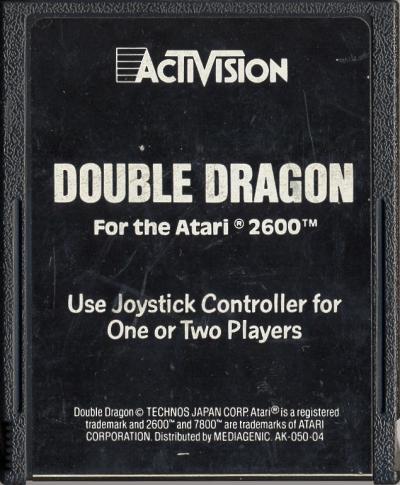 ACTIVISION
DOUBLE DRAGON
For the Atari ® 2600™
Use Joystick Controller for
One or Two Players
Double Dragon © TECHNOS JAPAN CORP. Atari® is a registered
trademark and 2600™ and 7800™ are trademarks of ATARI
CORPORATION. Distributed by MEDIAGENIC. AK-050-04